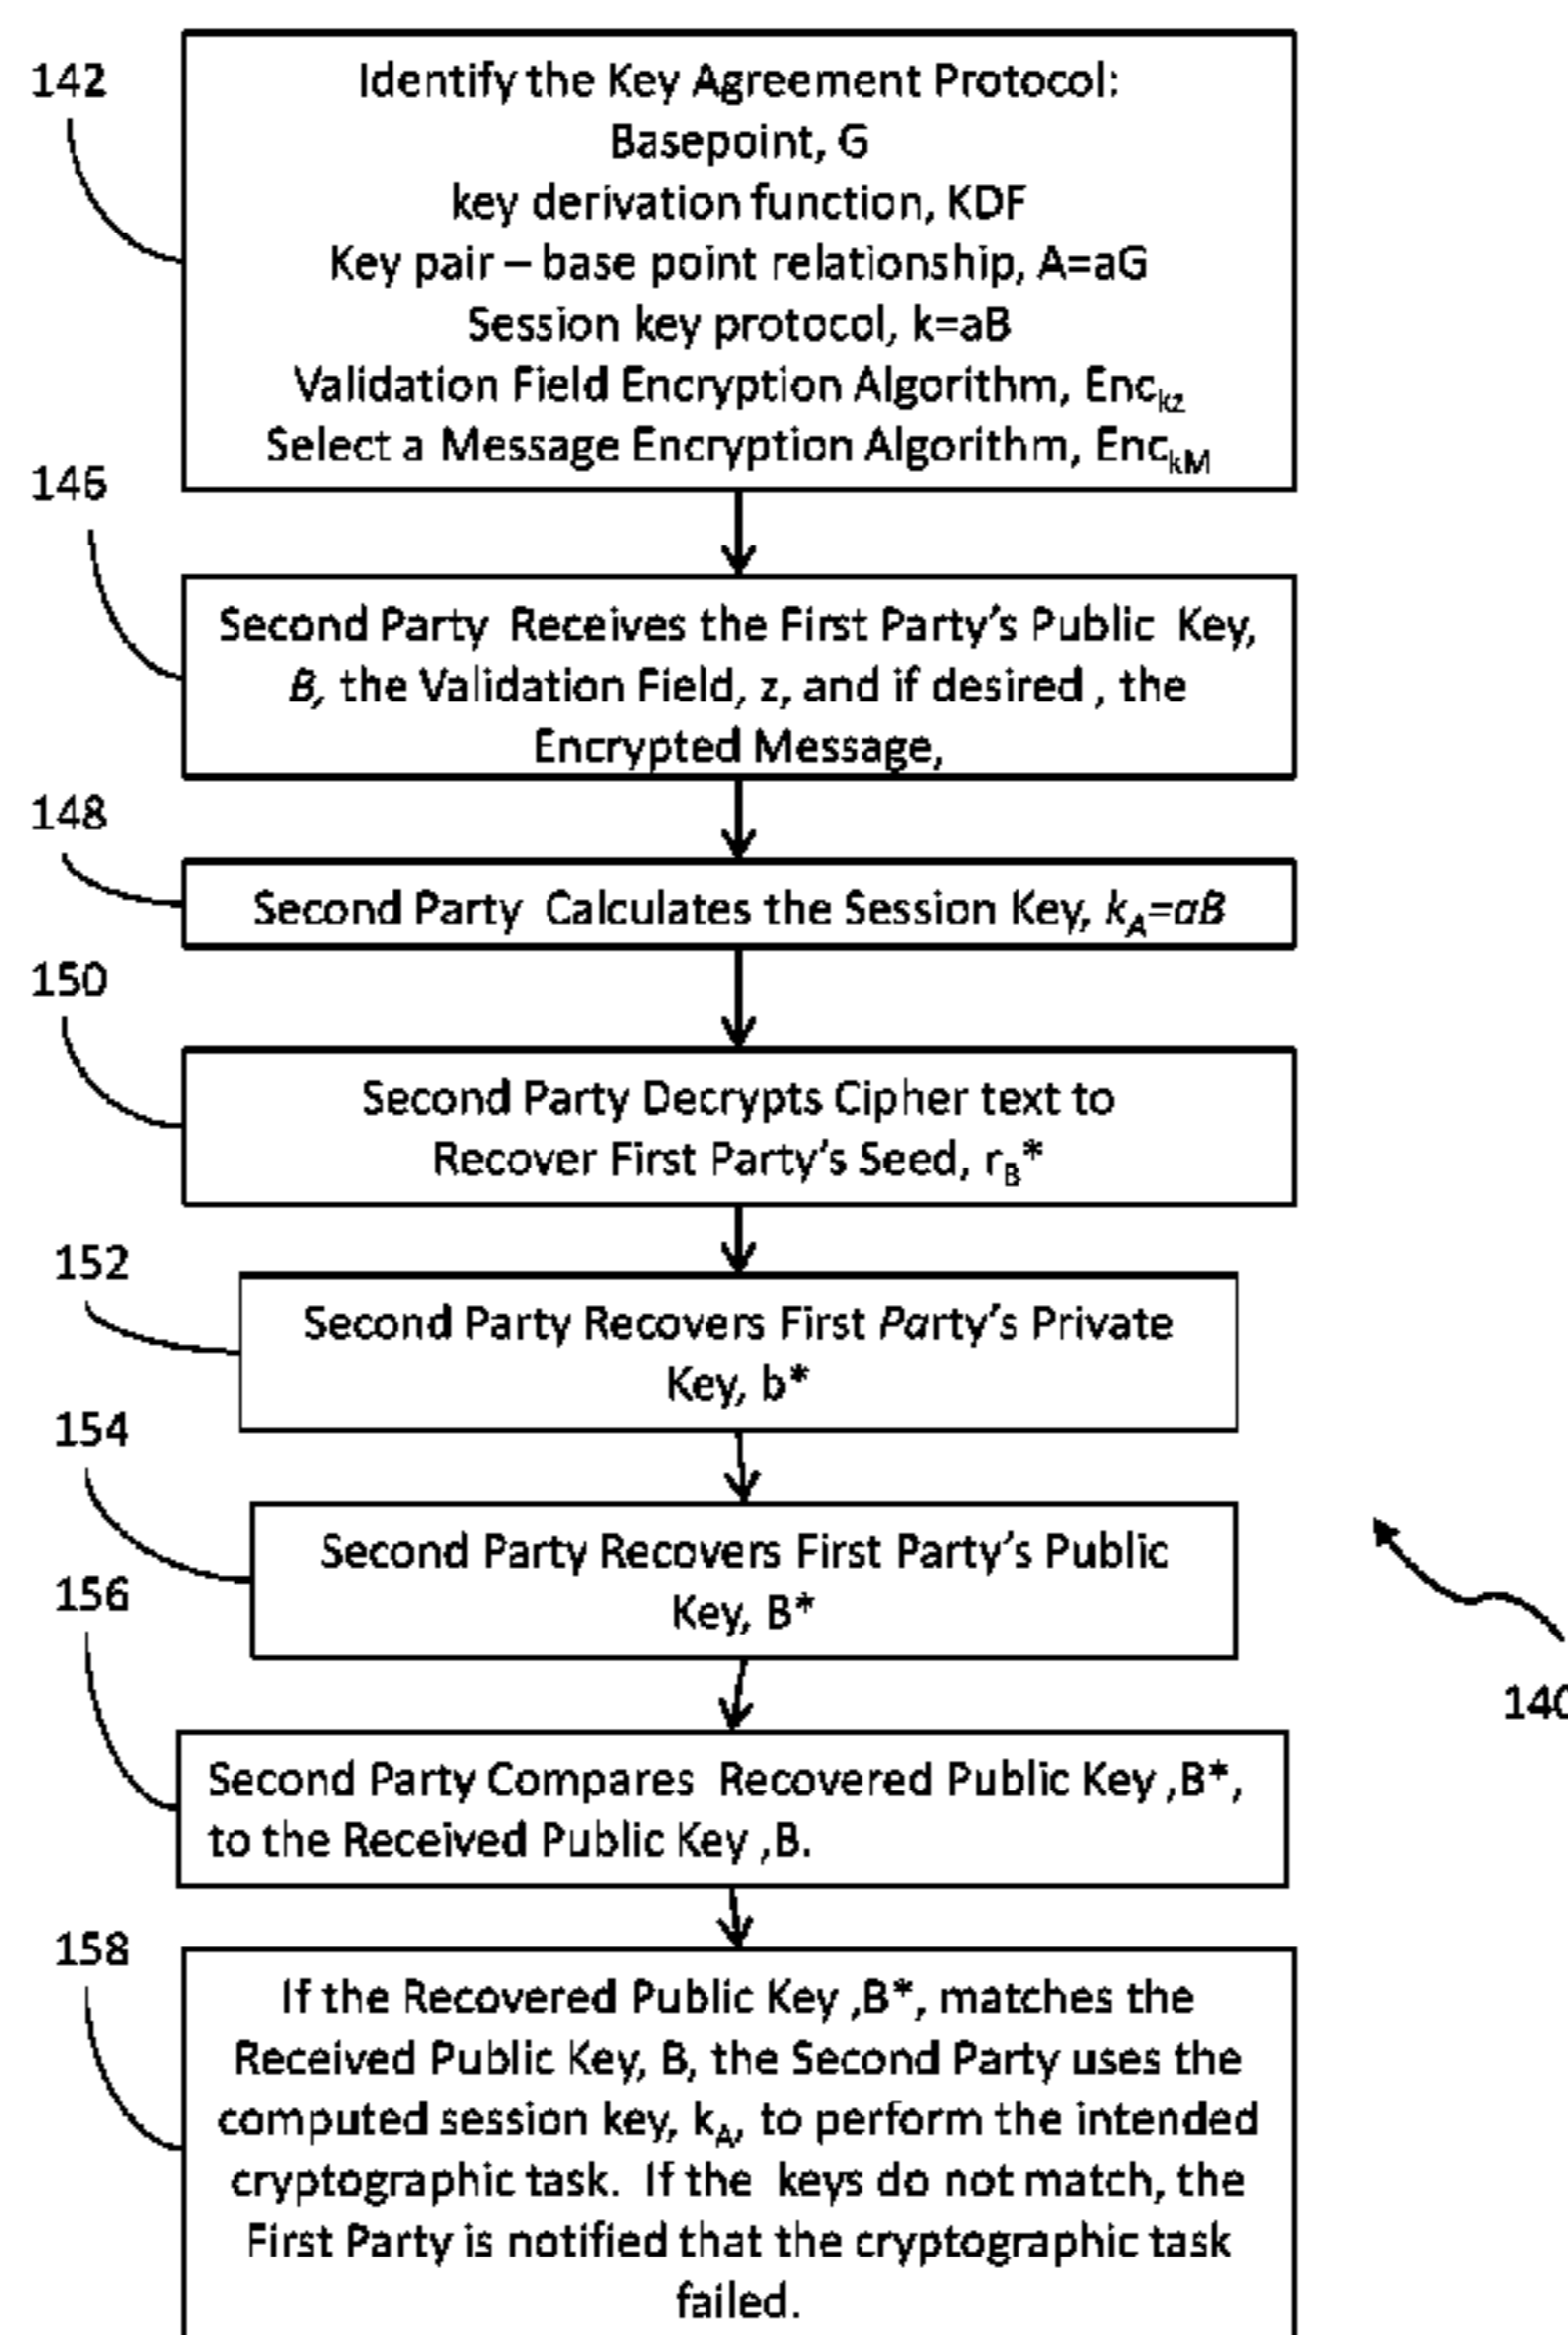 142
Identify the Key Agreement Protocol:
Basepoint, G
key derivation function, KDF
Key pair – base point relationship, A=aG
Session key protocol, k=aB
Validation Field Encryption Algorithm, Enckz
Select a Message Encryption Algorithm, EnckM
146
Second Party Receives the First Party's Public Key,
B, the Validation Field, z, and if desired , the
Encrypted Message,
148
Second Party Calculates the Session Key, kA=aB
150
Second Party Decrypts Cipher text to
Recover First Party's Seed, rB*
152
Second Party Recovers First Party's Private
Key, b*
154
Second Party Recovers First Party's Public
Key, B*
156
140
Second Party Compares Recovered Public Key ,B*,
to the Received Public Key ,B.
158
If the Recovered Public Key ,B*, matches the
Received Public Key, B, the Second Party uses the
computed session key, kA, to perform the intended
cryptographic task. If the keys do not match, the
First Party is notified that the cryptographic task
failed.